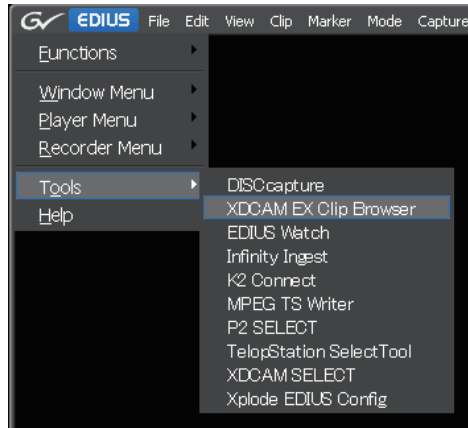 GV EDIUS File Edit View Clip Marker Mode Capture
Functions
Window Menu
Player Menu
Recorder Menu
Tools
Help
DISCcapture
XDCAM EX Clip Browser
EDIUS Watch
Infinity Ingest
K2 Connect
MPEG TS Writer
P2 SELECT
TelopStation SelectTool
XDCAM SELECT
Xplode EDIUS Config